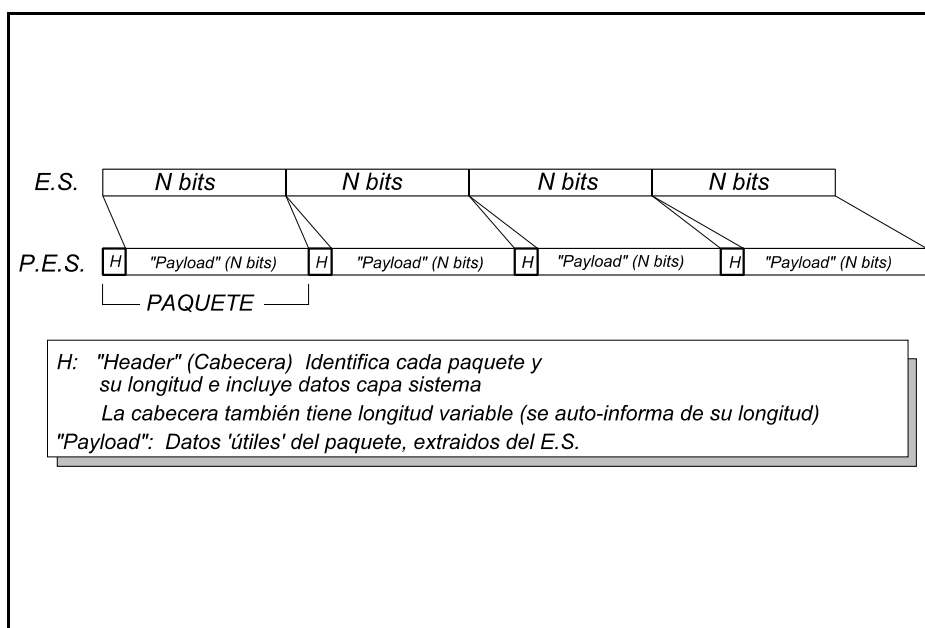 E.S. N bits N bits N bits N bits
P.E.S. H "Payload" (N bits) H "Payload" (N bits) H "Payload" (N bits) H "Payload" (N bits)
PAQUETE
H: "Header" (Cabecera) Identifica cada paquete y
su longitud e incluye datos capa sistema
La cabecera también tiene longitud variable (se auto-informa de su longitud)
"Payload": Datos 'útiles' del paquete, extraidos del E.S.